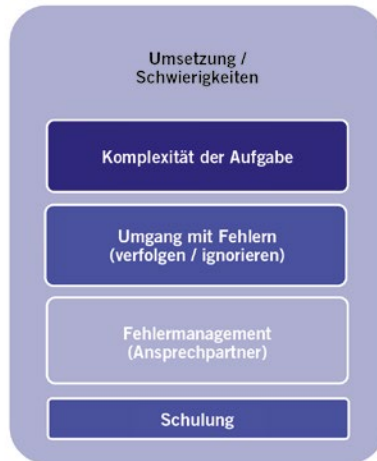 Umsetzung /
Schwierigkeiten
Komplexität der Aufgabe
Umgang mit Fehlern
(verfolgen / ignorieren)
Fehlermanagement
(Ansprechpartner)
Schulung